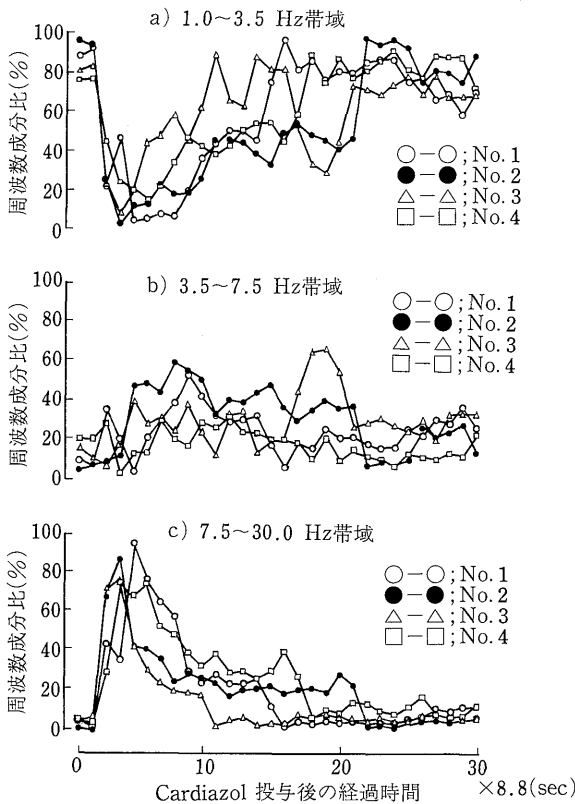 a) 1.0~3.5 Hz帯域
周波数成分比(%)
100
80
60
40
20
0
○-○;No.1
●-●;No.2
△-△;No.3
□-□;No.4
b) 3.5~7.5 Hz帯域
周波数成分比(%)
100
80
60
40
20
0
○-○;No.1
●-●;No.2
△-△;No.3
□-□;No.4
c) 7.5~30.0 Hz帯域
周波数成分比(%)
100
80
60
40
20
0
○-○;No.1
●-●;No.2
△-△;No.3
□-□;No.4
0 10 20 30
Cardiazol 投与後の経過時間 ×8.8(sec)